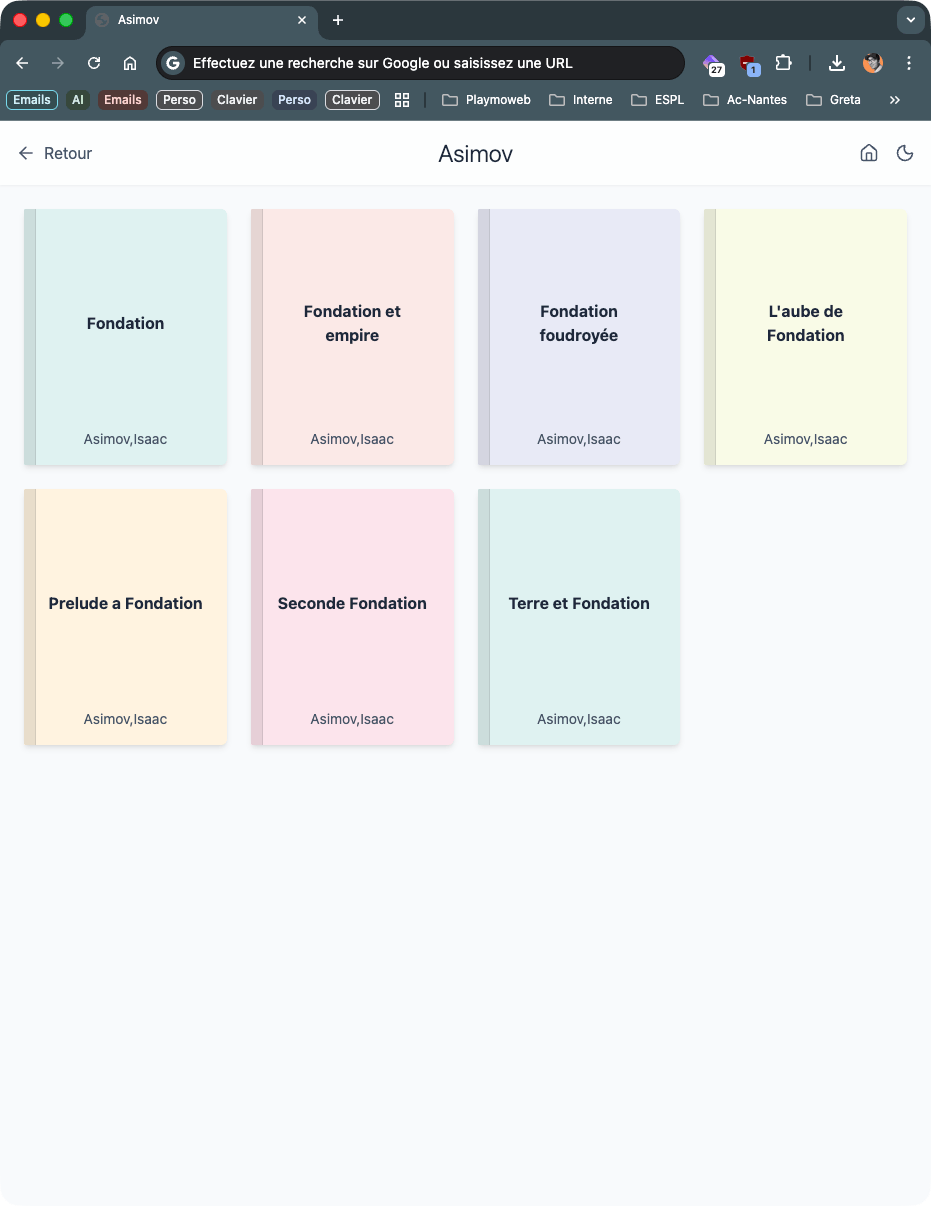 Asimov
Effectuez une recherche sur Google ou saisissez une URL
27
1
Emails AI Emails Perso Clavier Perso Clavier Playmoweb Interne ESPL Ac-Nantes Greta
Retour
Asimov
Fondation
Asimov,Isaac
Fondation et
empire
Asimov,Isaac
Fondation
foudroyée
Asimov,Isaac
L'aube de
Fondation
Asimov,Isaac
Prelude a Fondation
Asimov,Isaac
Seconde Fondation
Asimov,Isaac
Terre et Fondation
Asimov,Isaac